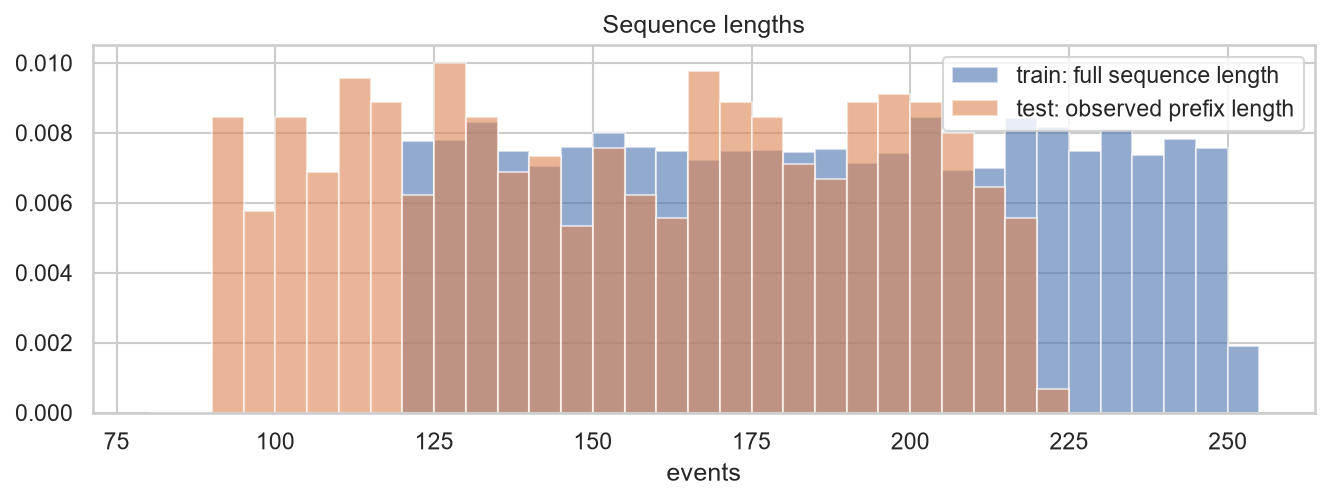 Sequence lengths
train: full sequence length
test: observed prefix length
0.010
0.008
0.006
0.004
0.002
0.000
75 100 125 150 175 200 225 250
events